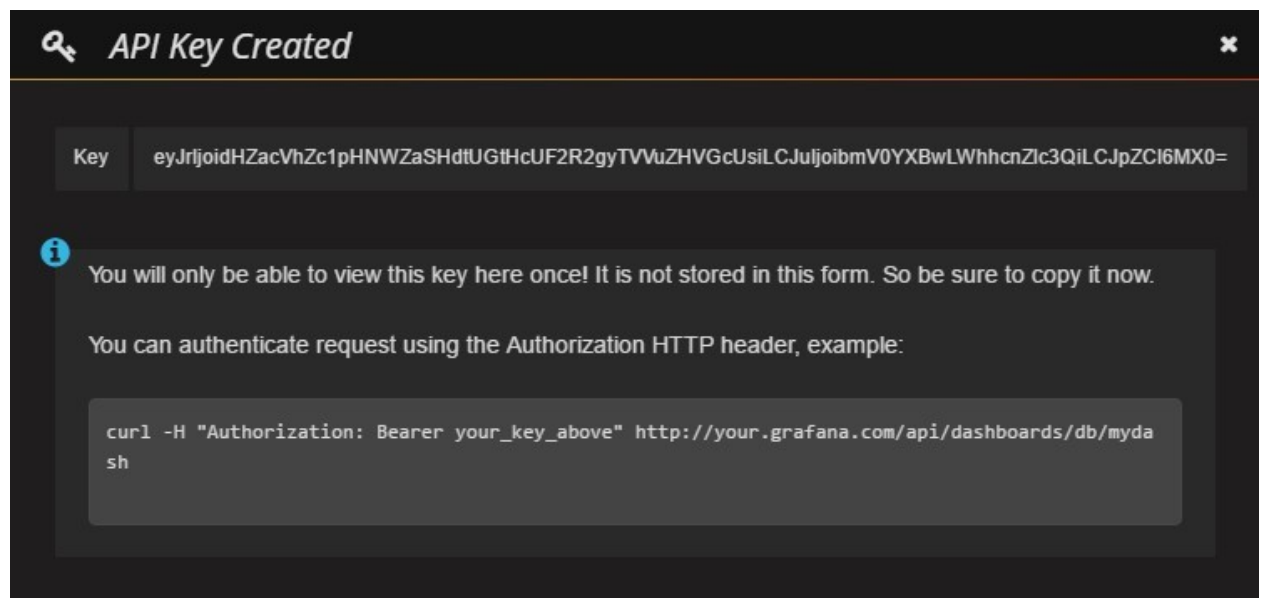 API Key Created
Key eyJrIjoidHZacVhZc1pHNWZaSHdtUGtHcUF2R2gyTVVuZHVGcUsiLCJuIjoibmV0YXBwLWhhcnZlc3QiLCJpZCI6MX0=
You will only be able to view this key here once! It is not stored in this form. So be sure to copy it now.
You can authenticate request using the Authorization HTTP header, example:
curl -H "Authorization: Bearer your_key_above" http://your.grafana.com/api/dashboards/db/myda
sh